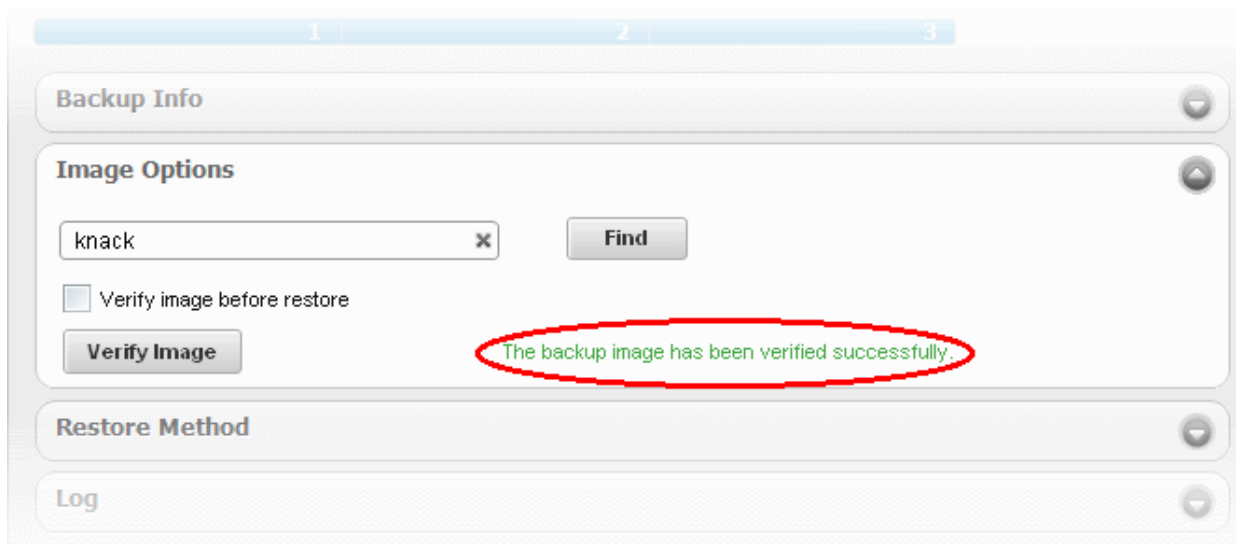 1 2 3
Backup Info
Image Options
knack Find
Verify image before restore
Verify Image The backup image has been verified successfully.
Restore Method
Log